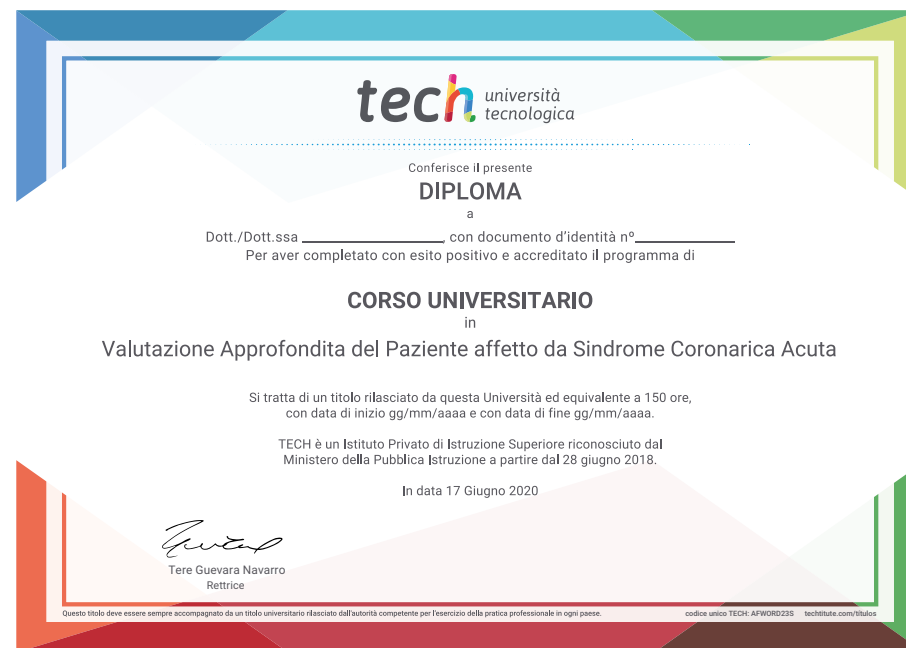 tech università
tecnologica
Conferisce il presente
DIPLOMA
a
Dott./Dott.ssa ____________________, con documento d'identità nº______________
Per aver completato con esito positivo e accreditato il programma di
CORSO UNIVERSITARIO
in
Valutazione Approfondita del Paziente affetto da Sindrome Coronarica Acuta
Si tratta di un titolo rilasciato da questa Università ed equivalente a 150 ore,
con data di inizio gg/mm/aaaa e con data di fine gg/mm/aaaa.
TECH è un Istituto Privato di Istruzione Superiore riconosciuto dal
Ministero della Pubblica Istruzione a partire dal 28 giugno 2018.
In data 17 Giugno 2020
Tere Guevara Navarro
Rettrice
Questo titolo deve essere sempre accompagnato da un titolo universitario rilasciato dall'autorità competente per l'esercizio della pratica professionale in ogni paese. codice unico TECH: AFWORD23S techtitute.com/titulos